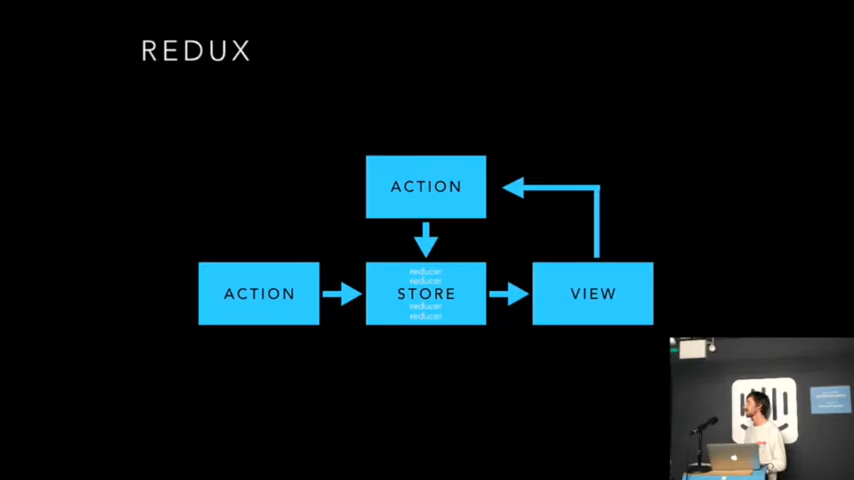 REDUX
ACTION
ACTION
reducer
reducer
STORE
reducer
reducer
VIEW